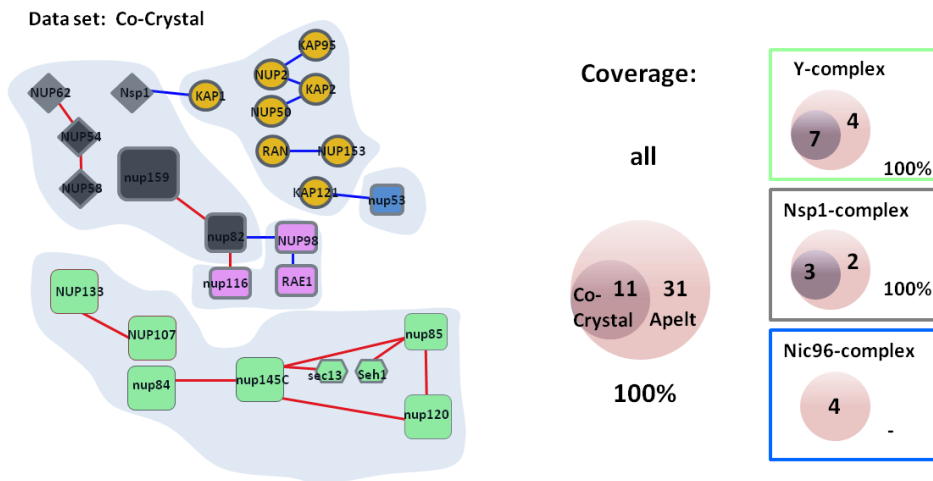 Data set: Co-Crystal
KAP95
NUP62
Nsp1
KAP1
NUP2
KAP2
NUP50
NUP54
RAN
NUP153
nup159
NUP58
KAP121
nup53
nup82
NUP98
nup116
RAE1
NUP133
NUP107
nup85
nup84
nup145C
sec13
Seh1
nup120
Coverage:
all
Co-
Crystal
11
31
Apelt
100%
Y-complex
7
4
100%
Nsp1-complex
3
2
100%
Nic96-complex
4
-